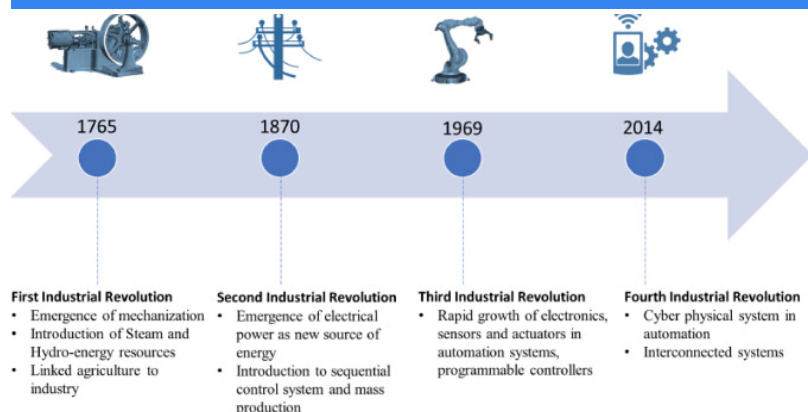 1765
1870
1969
2014
First Industrial Revolution
• Emergence of mechanization
• Introduction of Steam and
Hydro-energy resources
• Linked agriculture to
industry
Second Industrial Revolution
• Emergence of electrical
power as new source of
energy
• Introduction to sequential
control system and mass
production
Third Industrial Revolution
• Rapid growth of electronics,
sensors and actuators in
automation systems,
programmable controllers
Fourth Industrial Revolution
• Cyber physical system in
automation
• Interconnected systems